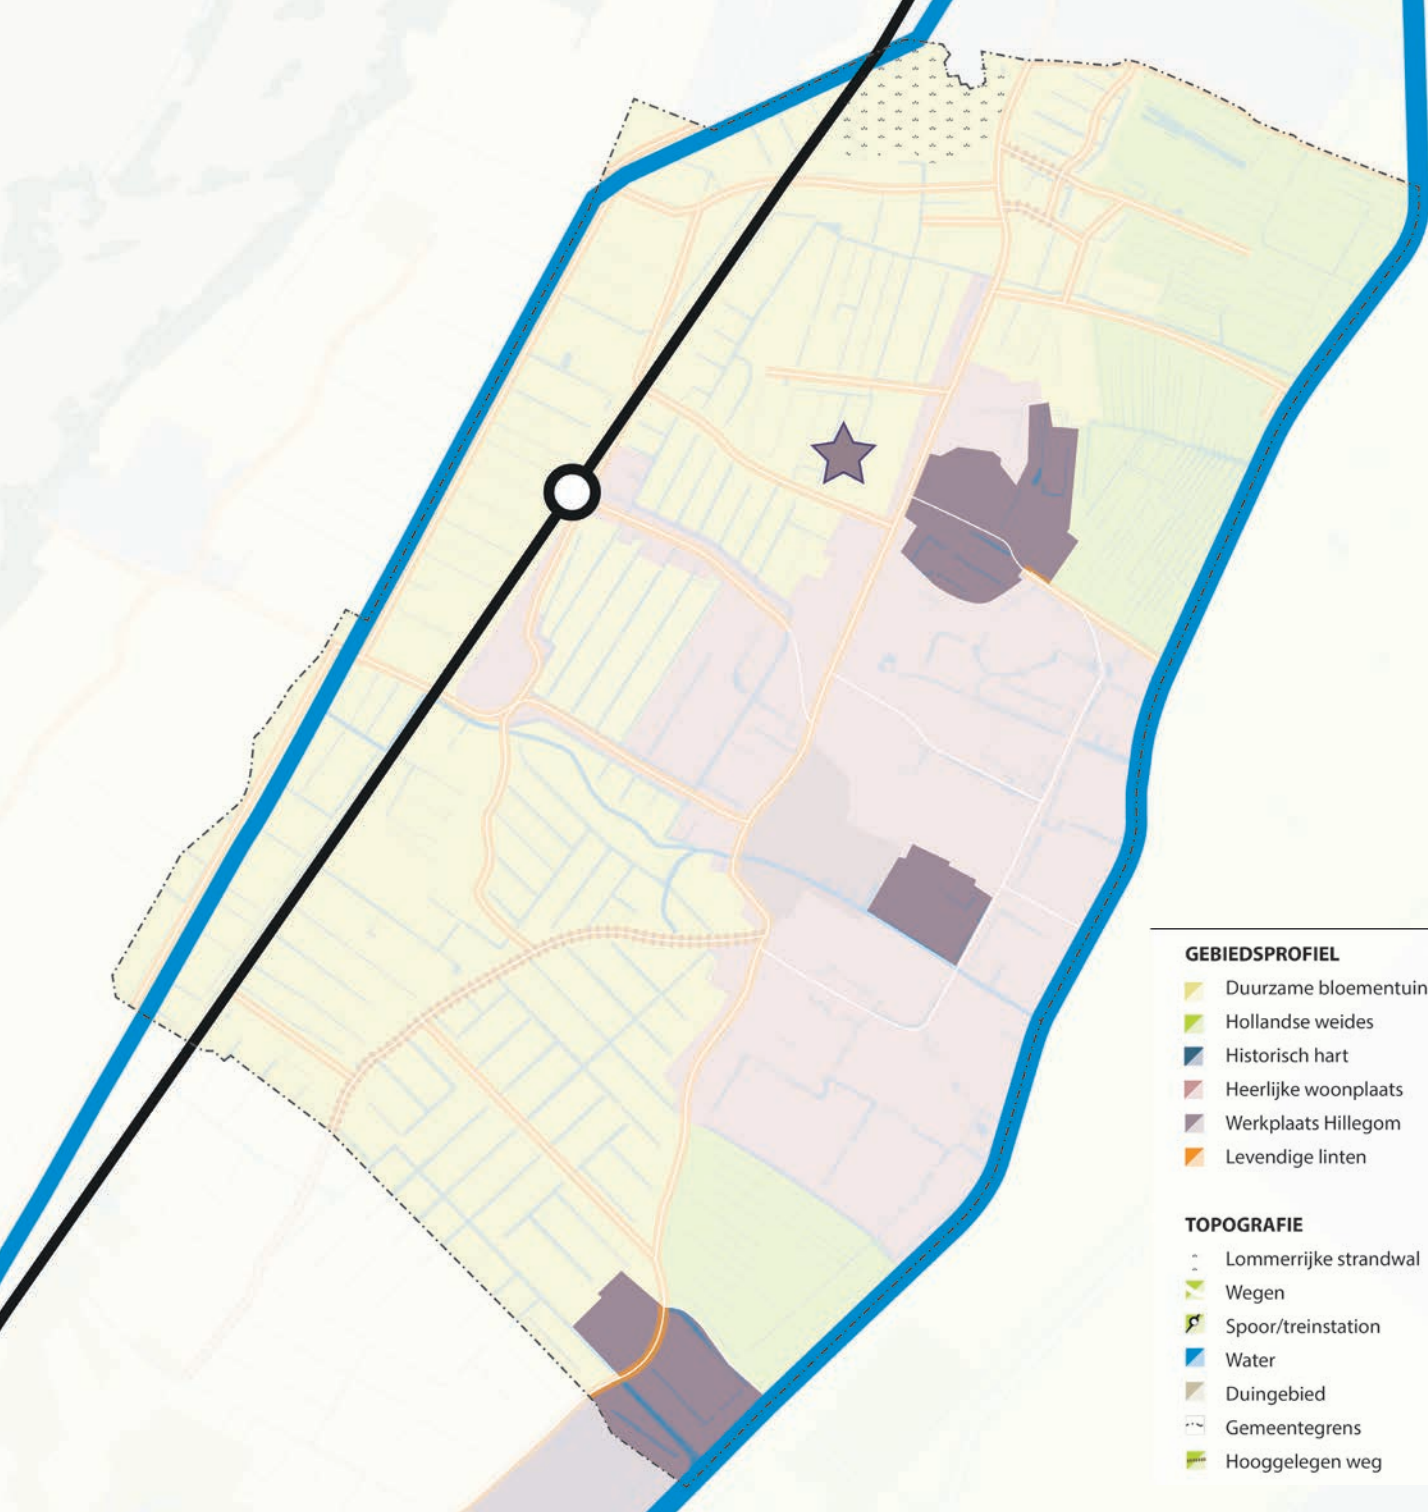 GEBIEDSPROFIEL
Duurzame bloementuin
Hollandse weides
Historisch hart
Heerlijke woonplaats
Werkplaats Hillegom
Levendige linten
TOPOGRAFIE
Lommerrijke strandwal
Wegen
Spoor/treinstation
Water
Duingebied
Gemeentegrens
Hooggelegen weg